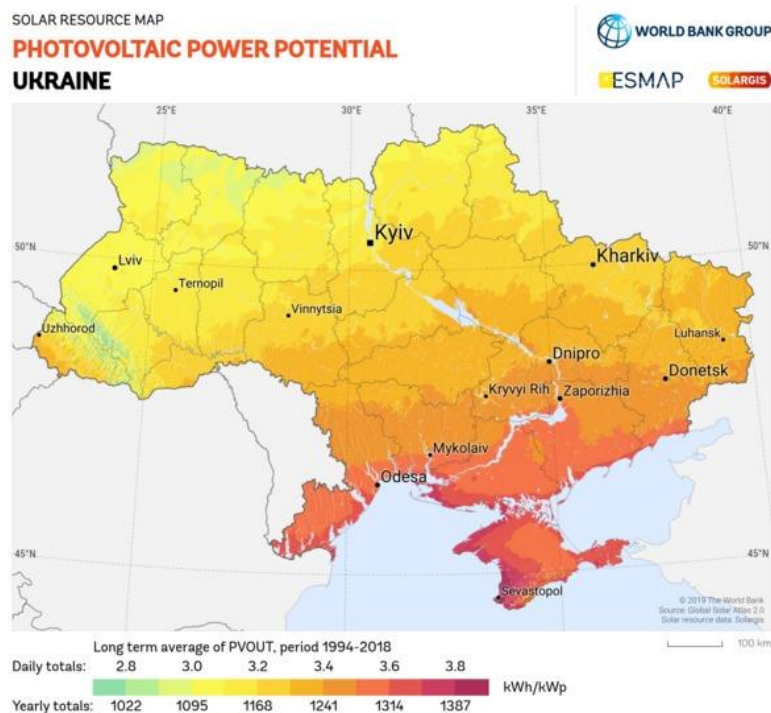 SOLAR RESOURCE MAP
PHOTOVOLTAIC POWER POTENTIAL
UKRAINE
WORLD BANK GROUP
ESMAP
SOLARGIS
25°E
30°E
35°E
40°E
50°N
50°N
Kyiv
Lviv
Kharkiv
Ternopil
Vinnytsia
Uzhhorod
Luhansk
Dnipro
Donetsk
Kryvyi Rih
Zaporizhia
Mykolaiv
Odesa
45°N
45°N
Sevastopol
© 2019 The World Bank
Source: Global Solar Atlas 2.0
Solar resource data: Solargis
100 km
Long term average of PVOUT, period 1994-2018
Daily totals: 2.8 3.0 3.2 3.4 3.6 3.8
kWh/kWp
Yearly totals: 1022 1095 1168 1241 1314 1387